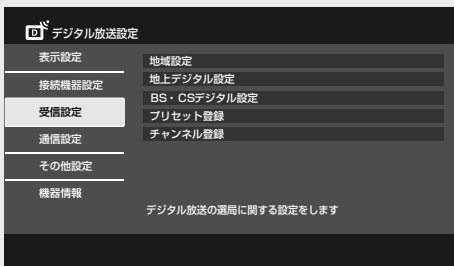 D デジタル放送設定
表示設定
接続機器設定
受信設定
通信設定
その他設定
機器情報
地域設定
地上デジタル設定
BS・CSデジタル設定
プリセット登録
チャンネル登録
デジタル放送の選局に関する設定をします